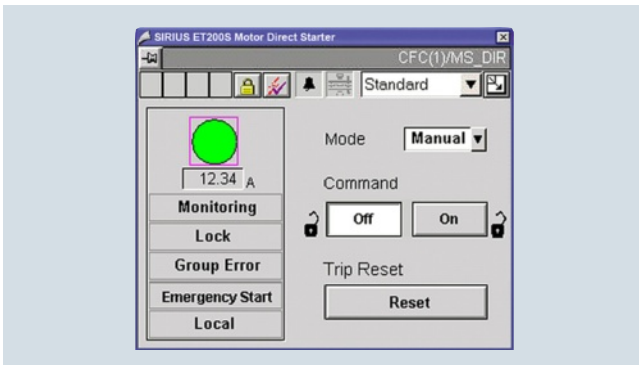 SIRIUS ET200S Motor Direct Starter
CFC(1)/MS_DIR
Standard
Mode Manual
12.34 A
Command
Monitoring
Off On
Lock
Group Error
Trip Reset
Emergency Start
Reset
Local